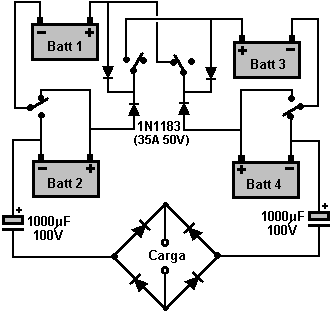 Batt 1
Batt 3
1N1183
(35A 50V)
Batt 2
Batt 4
1000µF
100V
1000µF
100V
Carga